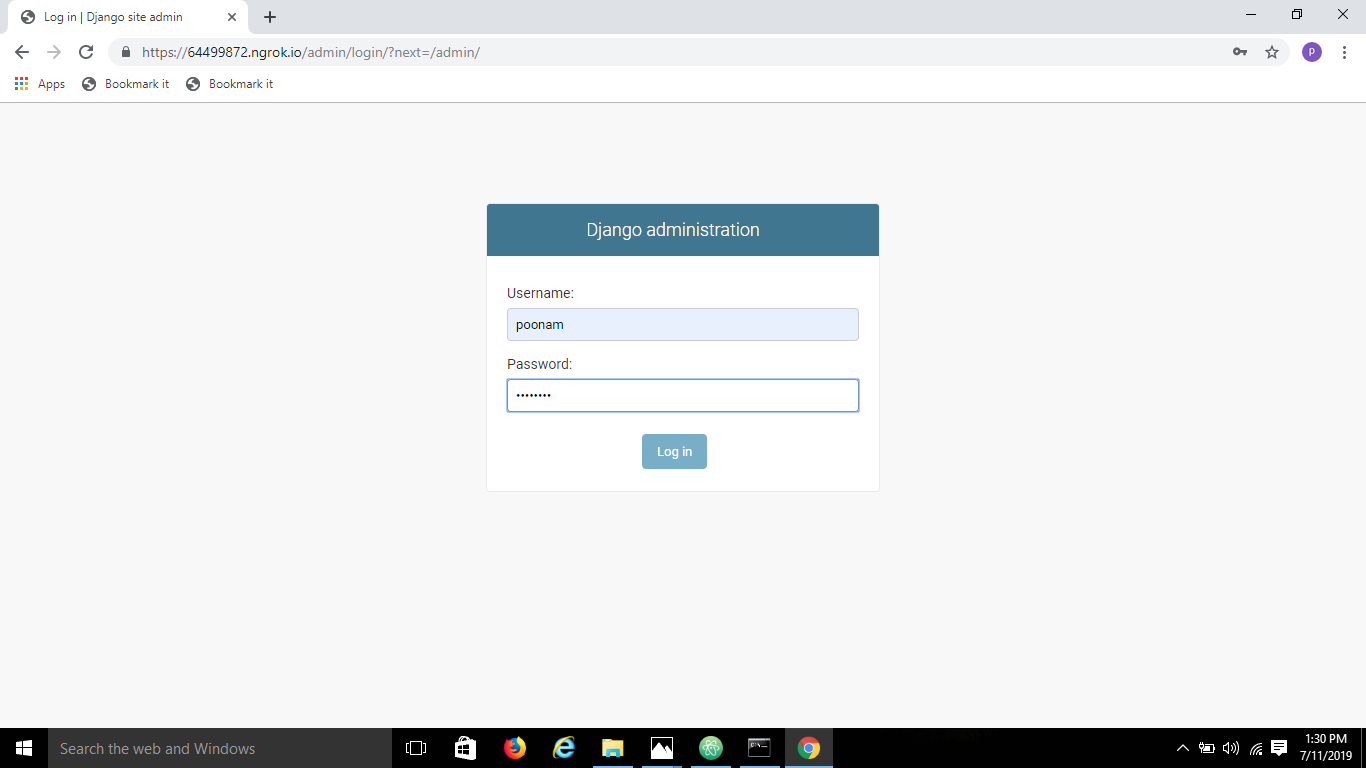 Log in | Django site admin
https://64499872.ngrok.io/admin/login/?next=/admin/
p
Apps Bookmark it Bookmark it
Django administration
Username:
poonam
Password:
••••••••
Log in
Search the web and Windows
1:30 PM
7/11/2019